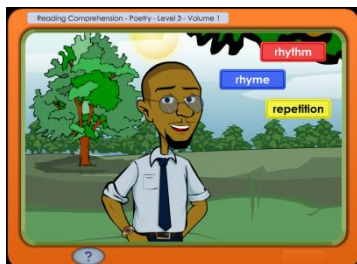 Reading Comprehension - Poetry - Level 3 - Volume 1
rhythm
rhyme
repetition
?